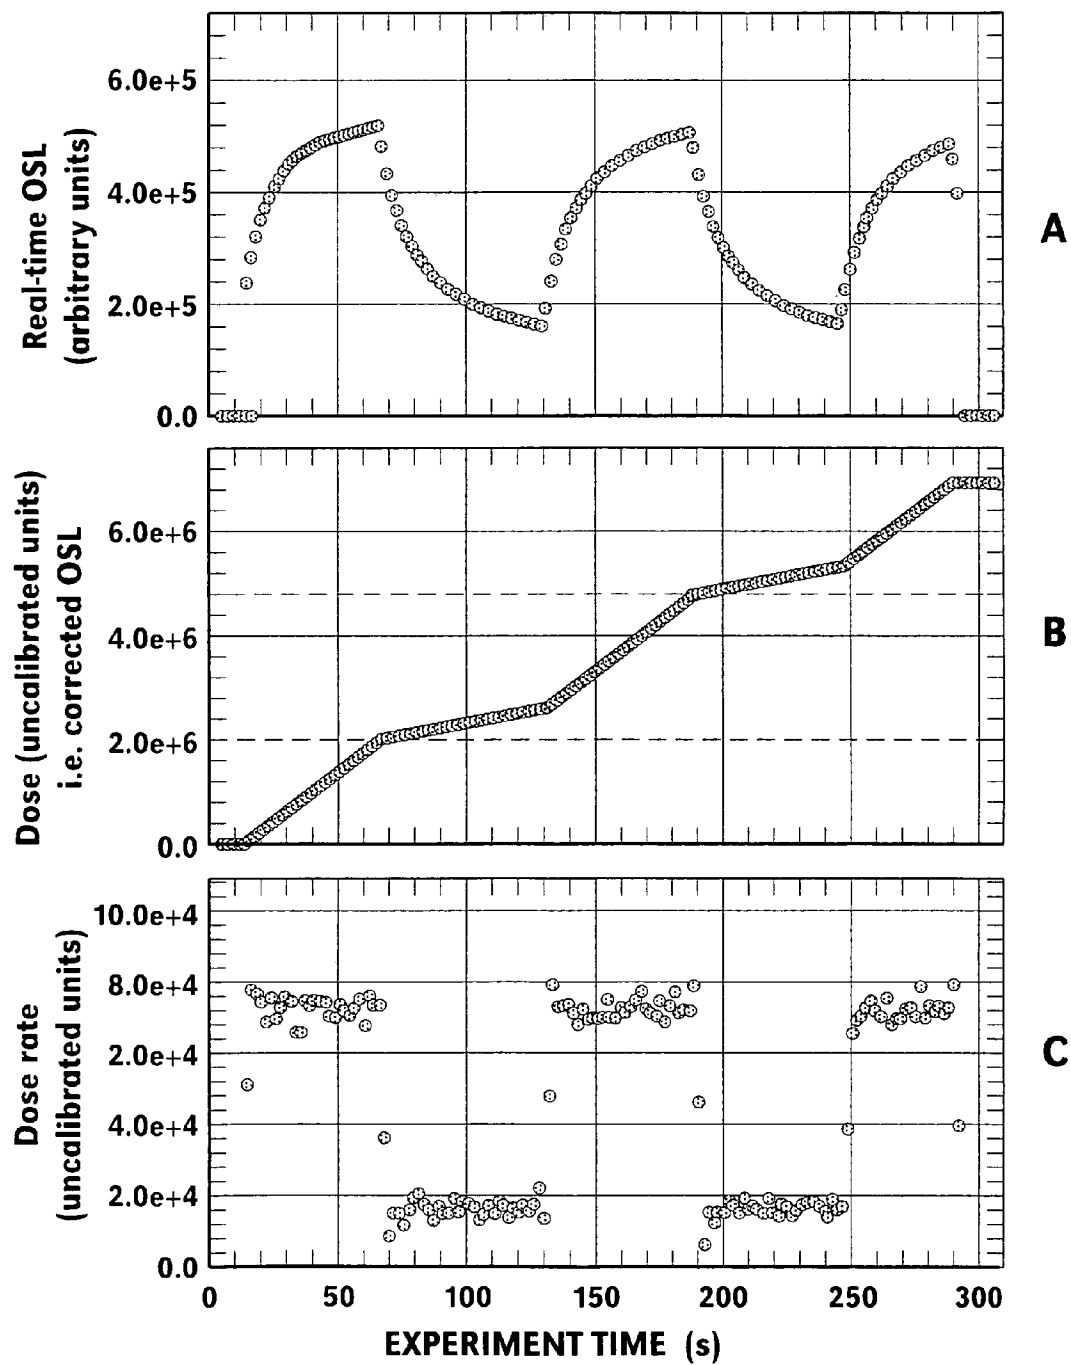 6.0e+5
4.0e+5
2.0e+5
0.0
Real-time OSL
(arbitrary units)
A
6.0e+6
4.0e+6
2.0e+6
0.0
Dose (uncalibrated units)
i.e. corrected OSL
B
10.0e+4
8.0e+4
2.0e+4
4.0e+4
2.0e+4
0.0
Dose rate
(uncalibrated units)
C
0 50 100 150 200 250 300
EXPERIMENT TIME (s)